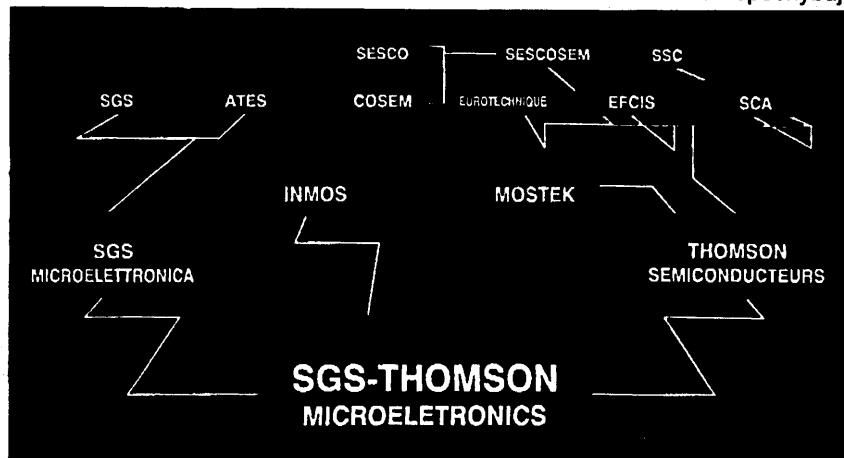 SESCO SESCOSEM SSC
SGS ATES COSEM EUROTECHNIQUE EFCIS SCA
INMOS MOSTEK
SGS THOMSON
MICROELETTRONICA SEMICONDUCTEURS
SGS-THOMSON
MICROELETRONICS